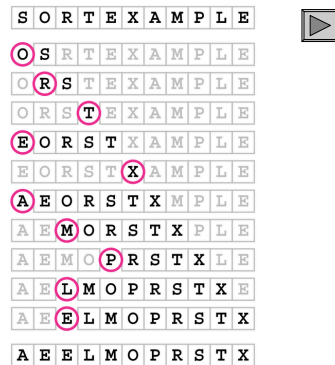 S O R T E X A M P L E
O S R T E X A M P L E
O R S T E X A M P L E
O R S T E X A M P L E
E O R S T X A M P L E
E O R S T X A M P L E
A E O R S T X M P L E
A E M O R S T X P L E
A E M O P R S T X L E
A E L M O P R S T X E
A E E L M O P R S T X
A E E L M O P R S T X